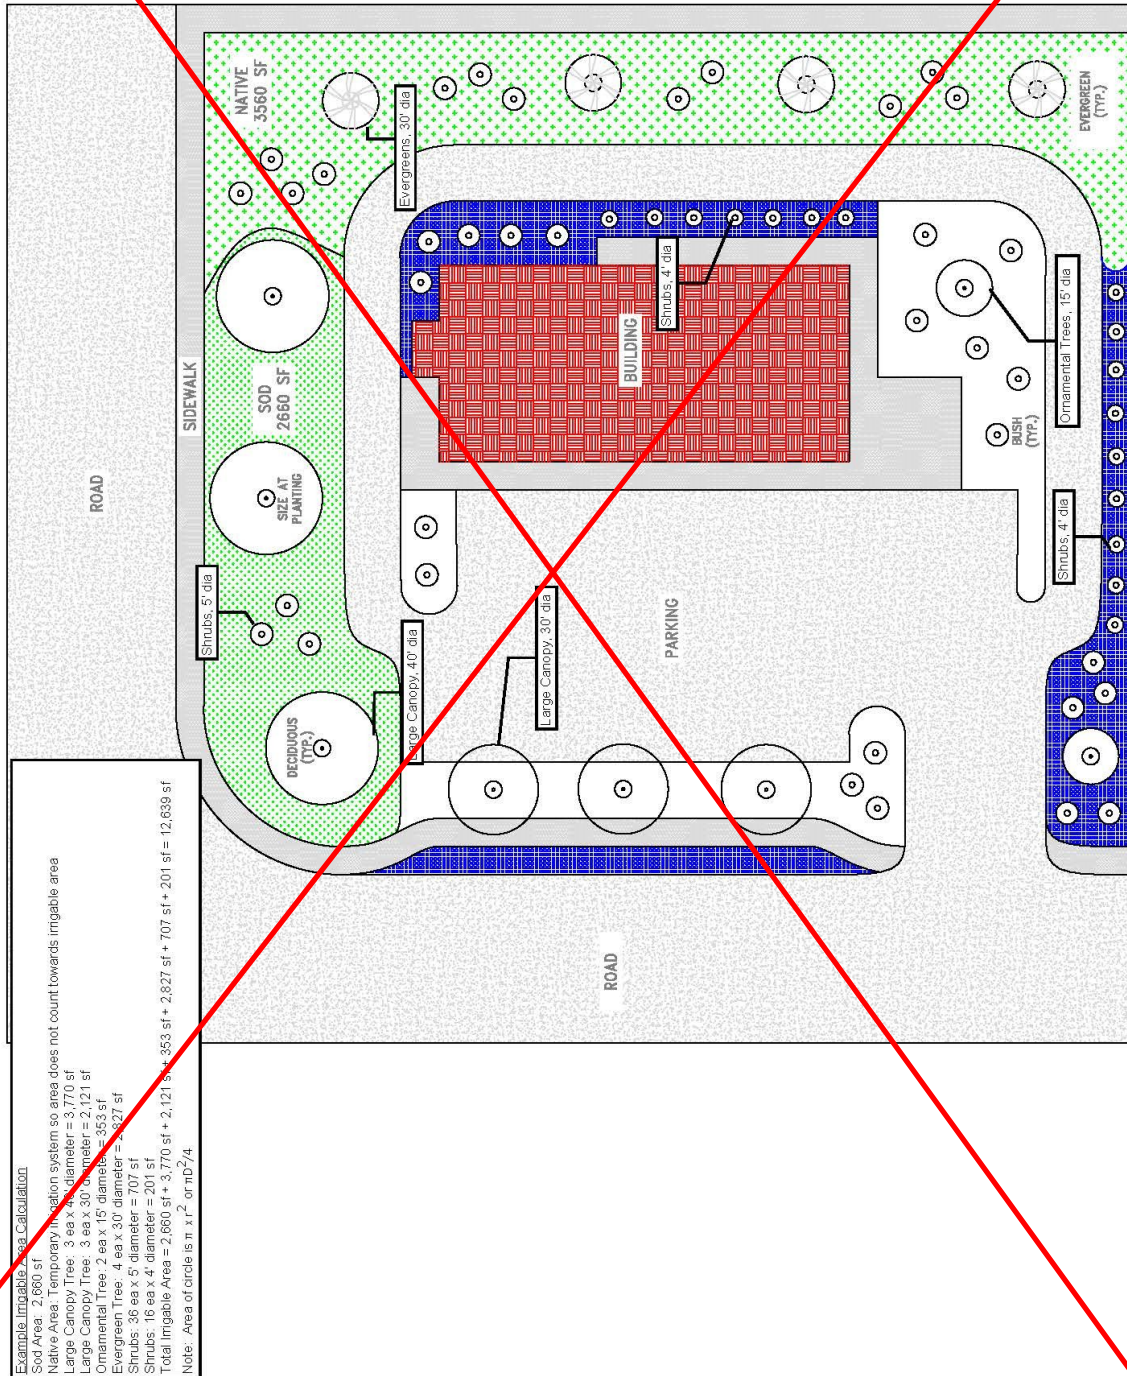 Example Irrigable Area Calculation
Sod Area: 2,660 sf
Native Area: Temporary irrigation system so area does not count towards irrigable area
Large Canopy Tree: 3 ea x 40' diameter = 3,770 sf
Large Canopy Tree: 3 ea x 30' diameter = 2,121 sf
Ornamental Tree: 2 ea x 15' diameter = 353 sf
Evergreen Tree: 4 ea x 30' diameter = 2,827 sf
Shrubs: 36 ea x 5' diameter = 707 sf
Shrubs: 16 ea x 4' diameter = 201 sf
Total Irrigable Area = 2,660 sf + 3,770 sf + 2,121 sf + 353 sf + 2,827 sf + 707 sf + 201 sf = 12,639 sf
Note: Area of circle is π x r² or πD²/4
ROAD
SIDEWALK
NATIVE
3560 SF
SOD
2660 SF
SIZE AT
PLANTING
Shrubs, 5' dia
DECIDUOUS
(TYP.)
Evergreens, 30' dia
Large Canopy, 40' dia
Large Canopy, 30' dia
BUILDING
Shrubs, 4' dia
PARKING
ROAD
BUSH
(TYP.)
Ornamental Trees, 15' dia
Shrubs, 4' dia
EVERGREEN
(TYP.)